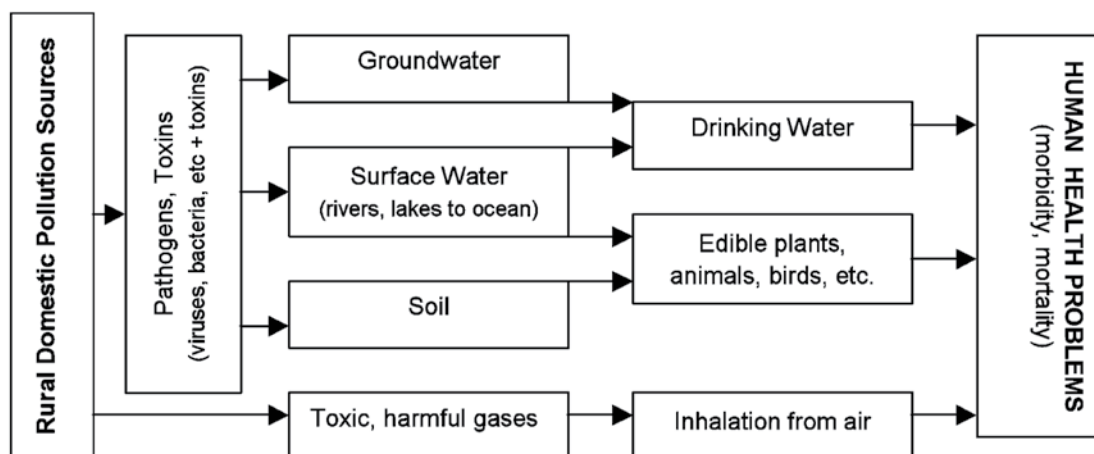 Rural Domestic Pollution Sources
Pathogens, Toxins
(viruses, bacteria, etc + toxins)
Groundwater
Surface Water
(rivers, lakes to ocean)
Soil
Toxic, harmful gases
Drinking Water
Edible plants,
animals, birds, etc.
Inhalation from air
HUMAN HEALTH PROBLEMS
(morbidity, mortality)